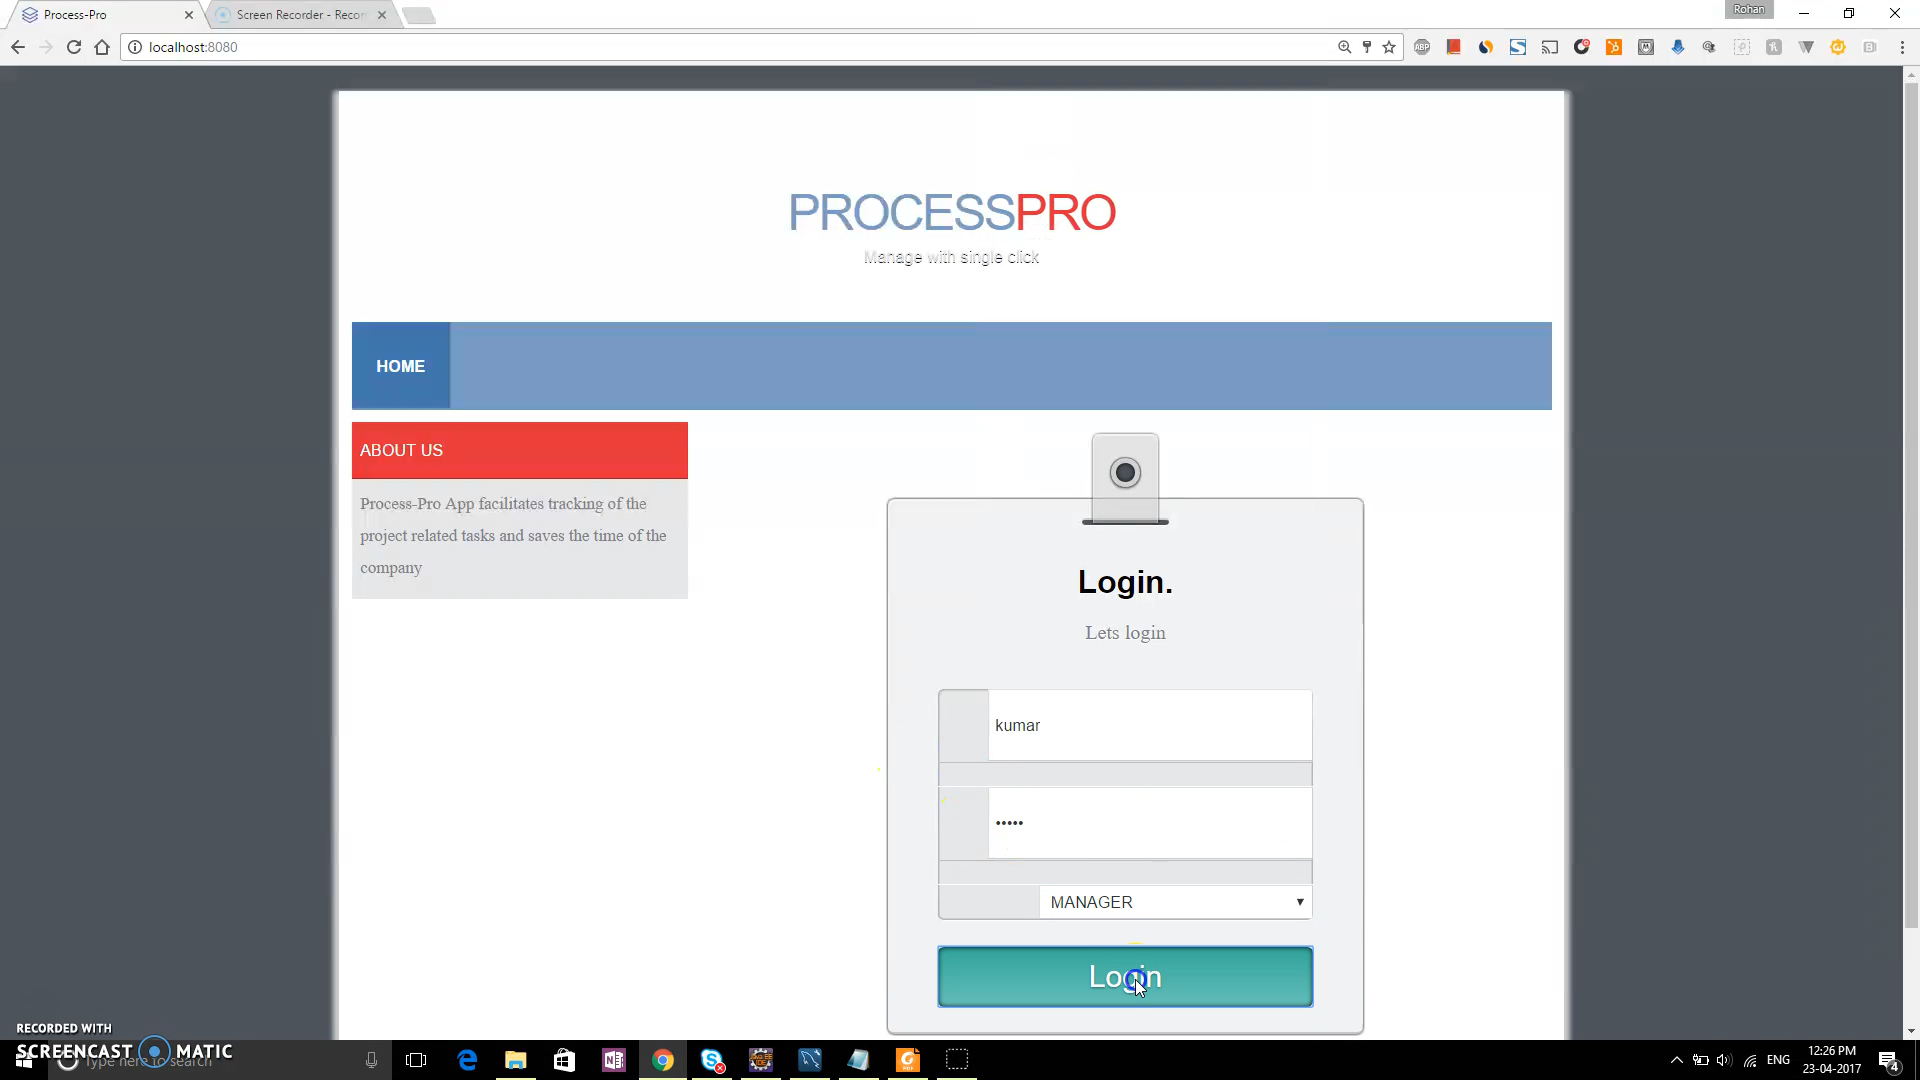 Process-Pro
Screen Recorder - Recor
Rohan
localhost:8080
ABP
PROCESSPRO
Manage with single click
HOME
ABOUT US
Process-Pro App facilitates tracking of the
project related tasks and saves the time of the
company
Login.
Lets login
kumar
•••••
MANAGER
Login
RECORDED WITH
SCREENCAST MATIC
Type here to search
ENG
12:26 PM
23-04-2017
4